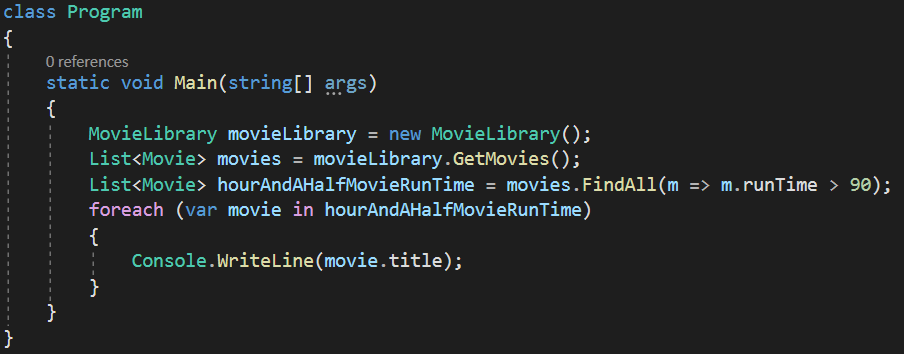 class Program
{
0 references
static void Main(string[] args)
{
MovieLibrary movieLibrary = new MovieLibrary();
List<Movie> movies = movieLibrary.GetMovies();
List<Movie> hourAndAHalfMovieRunTime = movies.FindAll(m => m.runTime > 90);
foreach (var movie in hourAndAHalfMovieRunTime)
{
Console.WriteLine(movie.title);
}
}
}